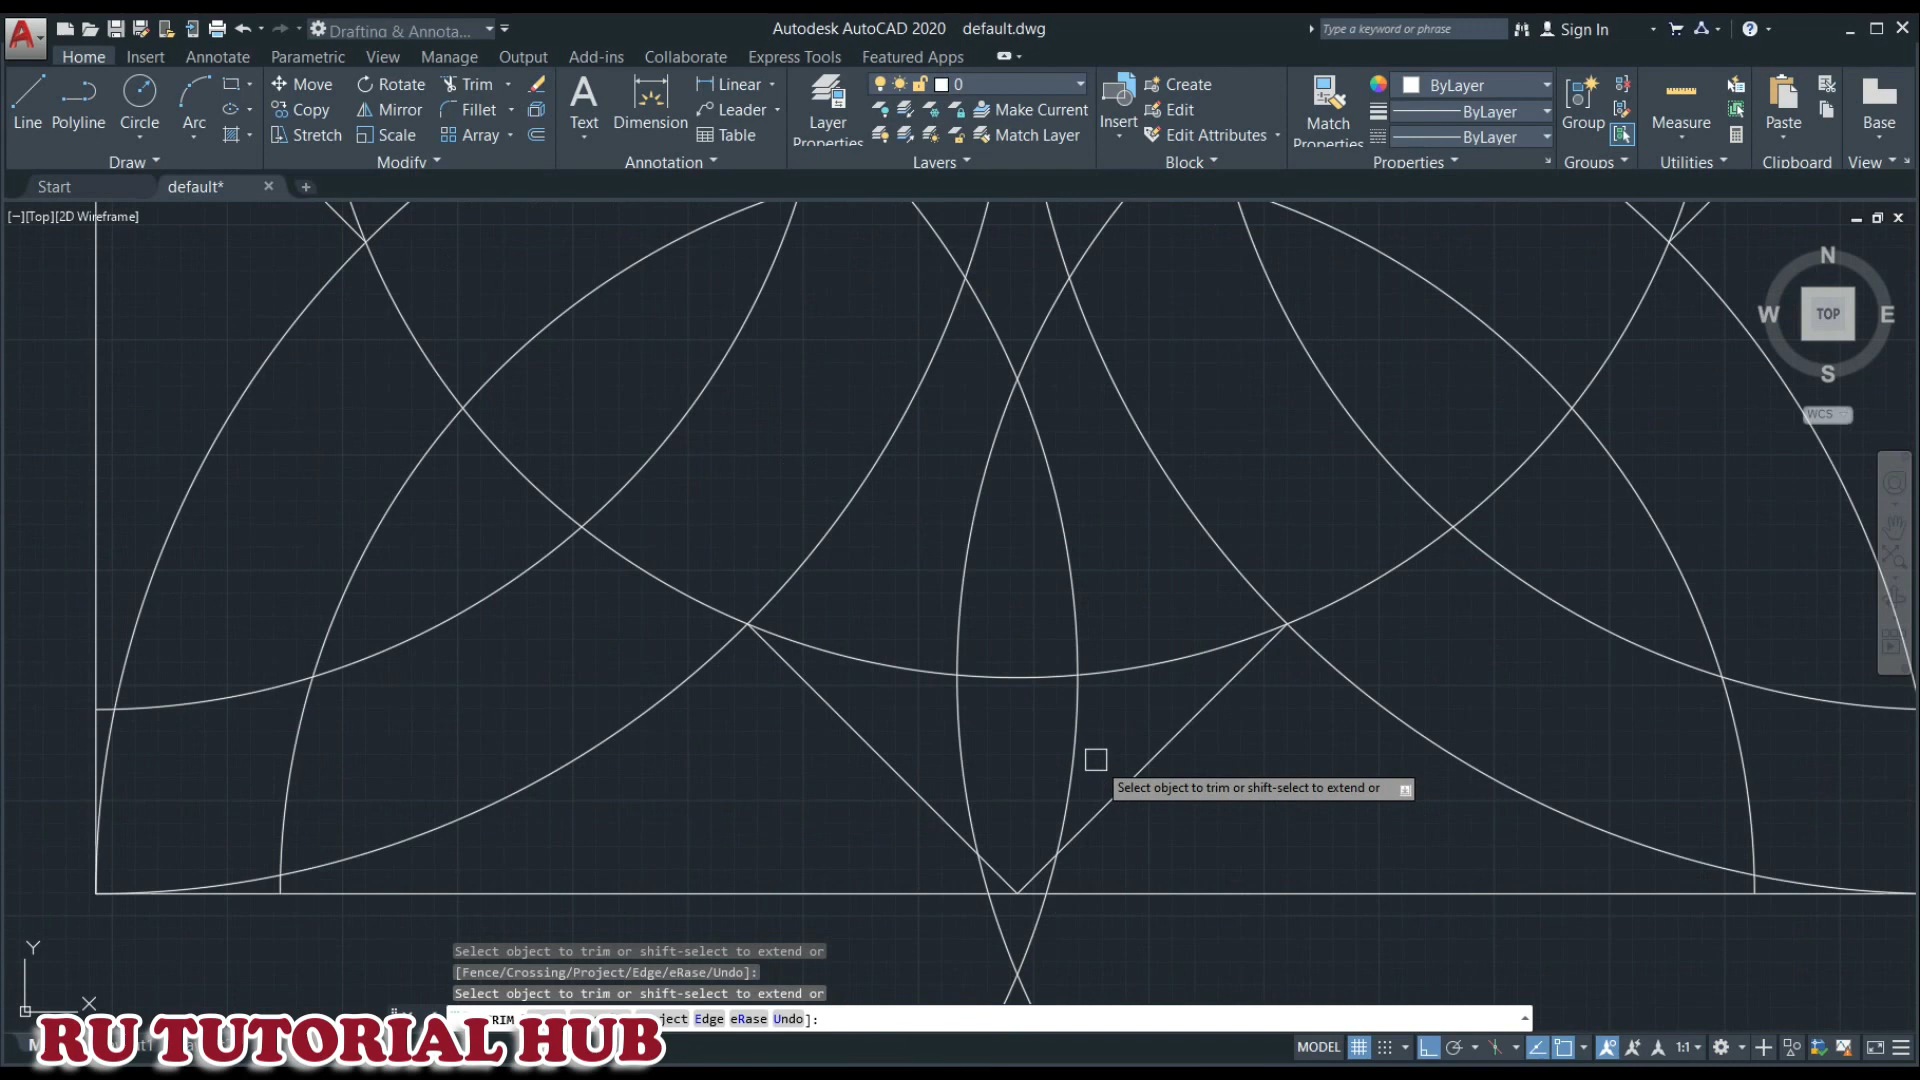 Drafting & Annota...
Autodesk AutoCAD 2020 default.dwg
Type a keyword or phrase
Sign In
Home Insert Annotate Parametric View Manage Output Add-ins Collaborate Express Tools Featured Apps
Line Polyline Circle Arc
Move Rotate Trim
Copy Mirror Fillet
Stretch Scale Array
Text Dimension
Linear
Leader
Table
Layer
Properties
0
Make Current
Match Layer
Insert
Create
Edit
Edit Attributes
Match
Properties
ByLayer
ByLayer
ByLayer
Group
Measure
Paste
Base
Draw Modify Annotation Layers Block Properties Groups Utilities Clipboard View
Start default*
[−][Top][2D Wireframe]
N
W TOP E
S
WCS
Select object to trim or shift-select to extend or
Y
X
Select object to trim or shift-select to extend or
[Fence/Crossing/Project/Edge/eRase/Undo]:
Select object to trim or shift-select to extend or
Edge eRase Undo]:
RU TUTORIAL HUB
MODEL 1:1